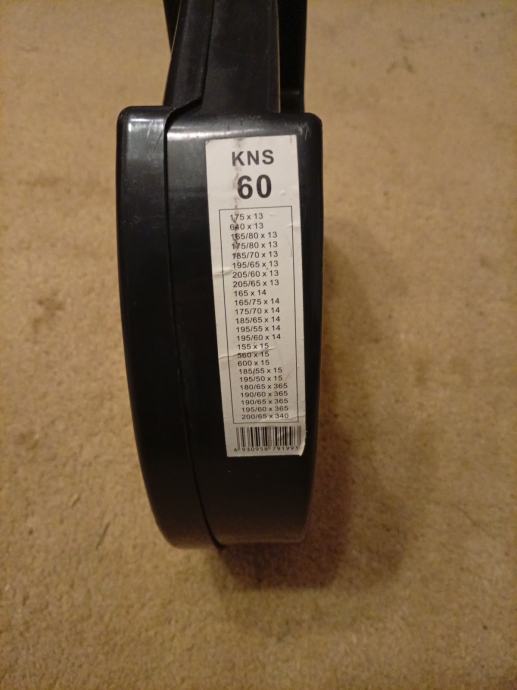 KNS
60
175 x 13
640 x 13
165/80 x 13
175/80 x 13
185/70 x 13
195/65 x 13
205/60 x 13
205/65 x 13
165 x 14
165/75 x 14
175/70 x 14
185/65 x 14
195/55 x 14
195/60 x 14
155 x 15
560 x 15
600 x 15
185/55 x 15
195/50 x 15
180/65 x 365
190/60 x 365
190/65 x 365
195/60 x 365
200/65 x 340